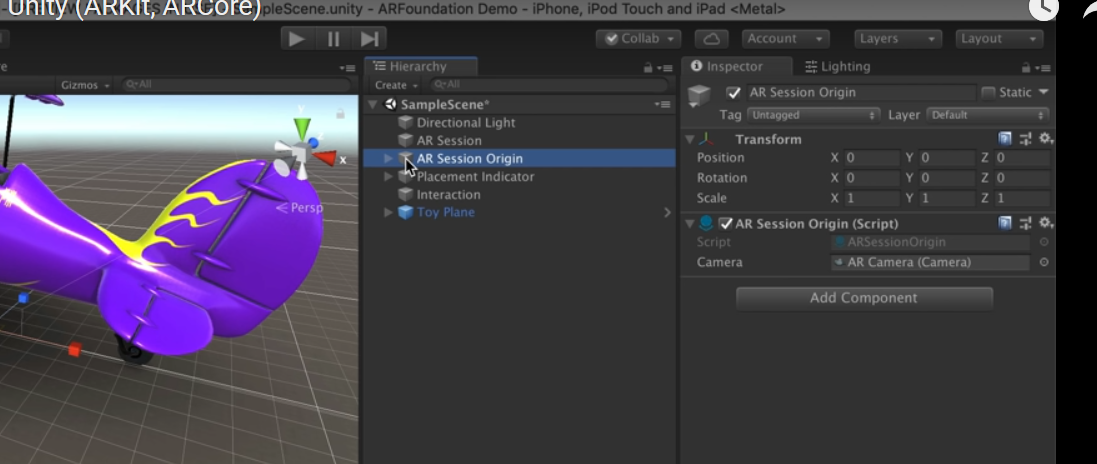 Unity (ARKit, ARCore)
mpleScene.unity - ARFoundation Demo - iPhone, iPod Touch and iPad <Metal>
Collab
Account
Layers
Layout
Hierarchy
Inspector
Lighting
Gizmos
All
Create
All
AR Session Origin
Static
SampleScene*
Tag Untagged
Layer Default
Directional Light
AR Session
Transform
AR Session Origin
Position X 0 Y 0 Z 0
Placement Indicator
Rotation X 0 Y 0 Z 0
Interaction
Scale X 1 Y 1 Z 1
Toy Plane
y
x
Persp
AR Session Origin (Script)
Script ARSessionOrigin
Camera AR Camera (Camera)
Add Component